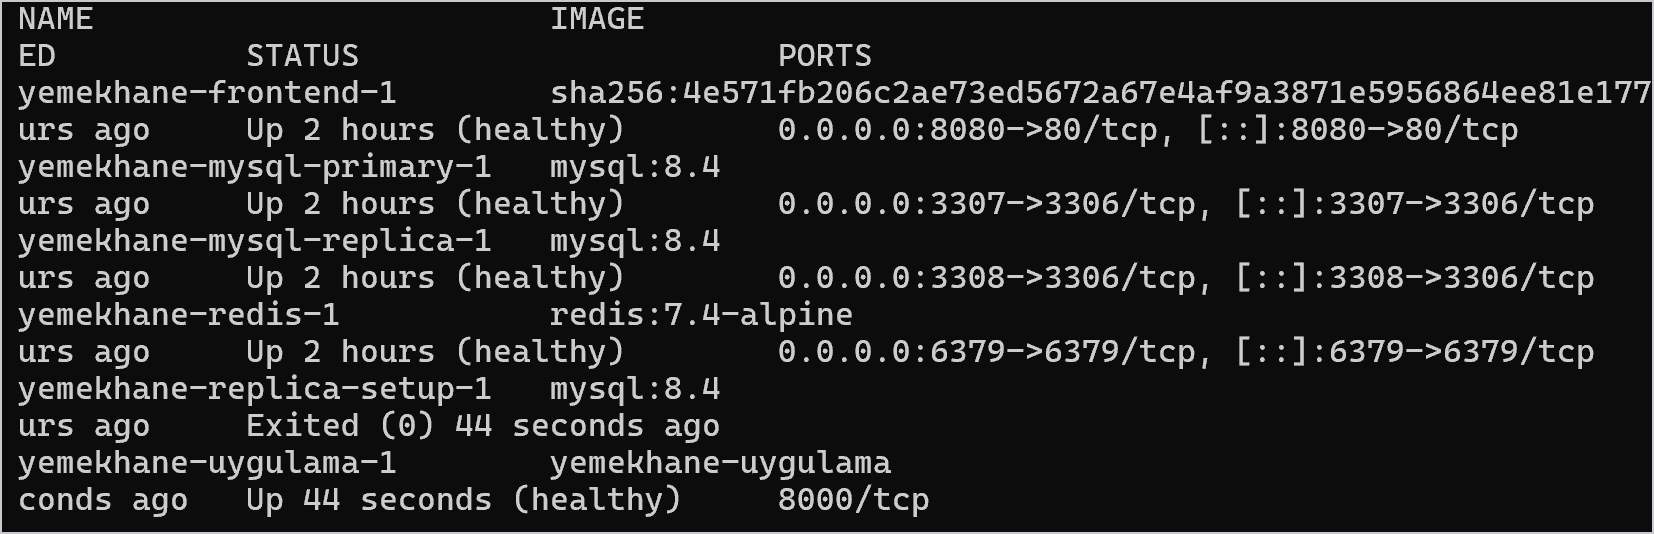 NAME                        IMAGE
ED          STATUS                      PORTS
yemekhane-frontend-1        sha256:4e571fb206c2ae73ed5672a67e4af9a3871e5956864ee81e177
urs ago     Up 2 hours (healthy)        0.0.0.0:8080->80/tcp, [::]:8080->80/tcp
yemekhane-mysql-primary-1   mysql:8.4
urs ago     Up 2 hours (healthy)        0.0.0.0:3307->3306/tcp, [::]:3307->3306/tcp
yemekhane-mysql-replica-1   mysql:8.4
urs ago     Up 2 hours (healthy)        0.0.0.0:3308->3306/tcp, [::]:3308->3306/tcp
yemekhane-redis-1           redis:7.4-alpine
urs ago     Up 2 hours (healthy)        0.0.0.0:6379->6379/tcp, [::]:6379->6379/tcp
yemekhane-replica-setup-1   mysql:8.4
urs ago     Exited (0) 44 seconds ago
yemekhane-uygulama-1        yemekhane-uygulama
conds ago   Up 44 seconds (healthy)     8000/tcp